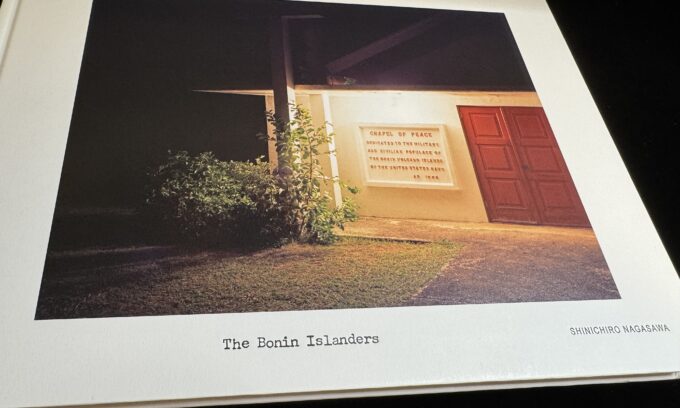 CHAPEL OF PEACE
DEDICATED TO THE MILITARY
AND CIVILIAN POPULACE OF
THE BONIN VOLCANO ISLANDS
BY THE UNITED STATES NAVY
The Bonin Islanders
SHINICHIRO NAGASAWA